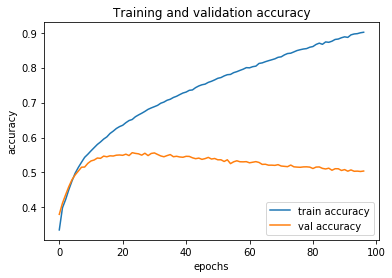 Training and validation accuracy
accuracy
0.9
0.8
0.7
0.6
0.5
0.4
train accuracy
val accuracy
0
20
40
60
80
100
epochs